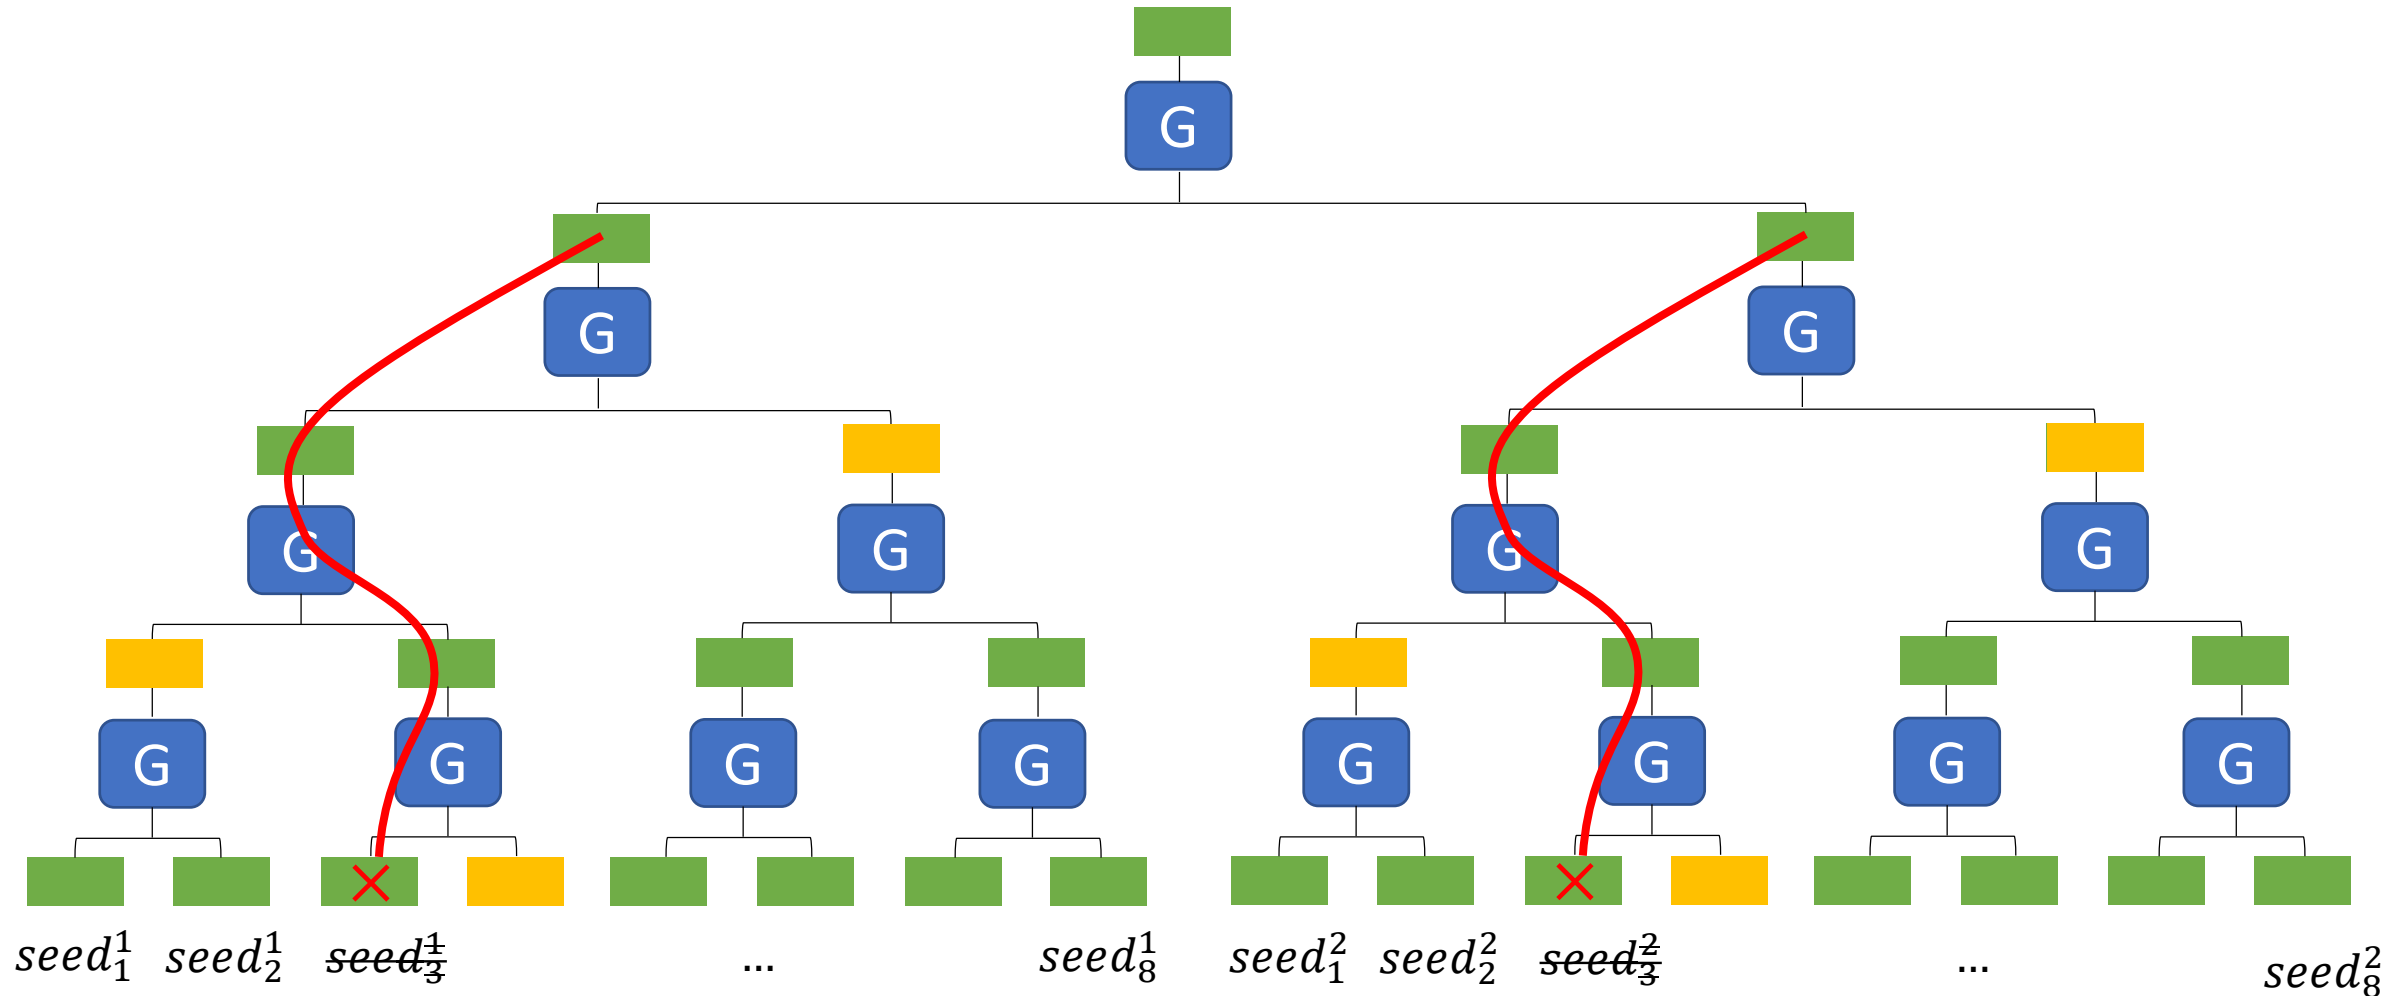 G
G G
G G G G
G G G G G G G G
seed₁¹ seed₂¹ seed₃¹ ... seed₈¹ seed₁² seed₂² seed₃² ... seed₈²